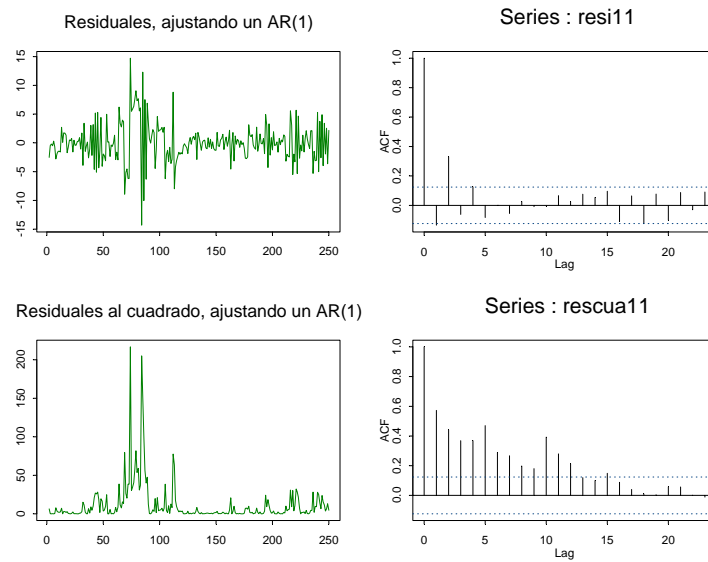 Residuales, ajustando un AR(1)
15
10
5
0
-5
-10
-15
0 50 100 150 200 250
Series : resi11
ACF
1.0
0.8
0.6
0.4
0.2
0.0
0 5 10 15 20
Lag
Residuales al cuadrado, ajustando un AR(1)
200
150
100
50
0
0 50 100 150 200 250
Series : rescua11
ACF
1.0
0.8
0.6
0.4
0.2
0.0
0 5 10 15 20
Lag